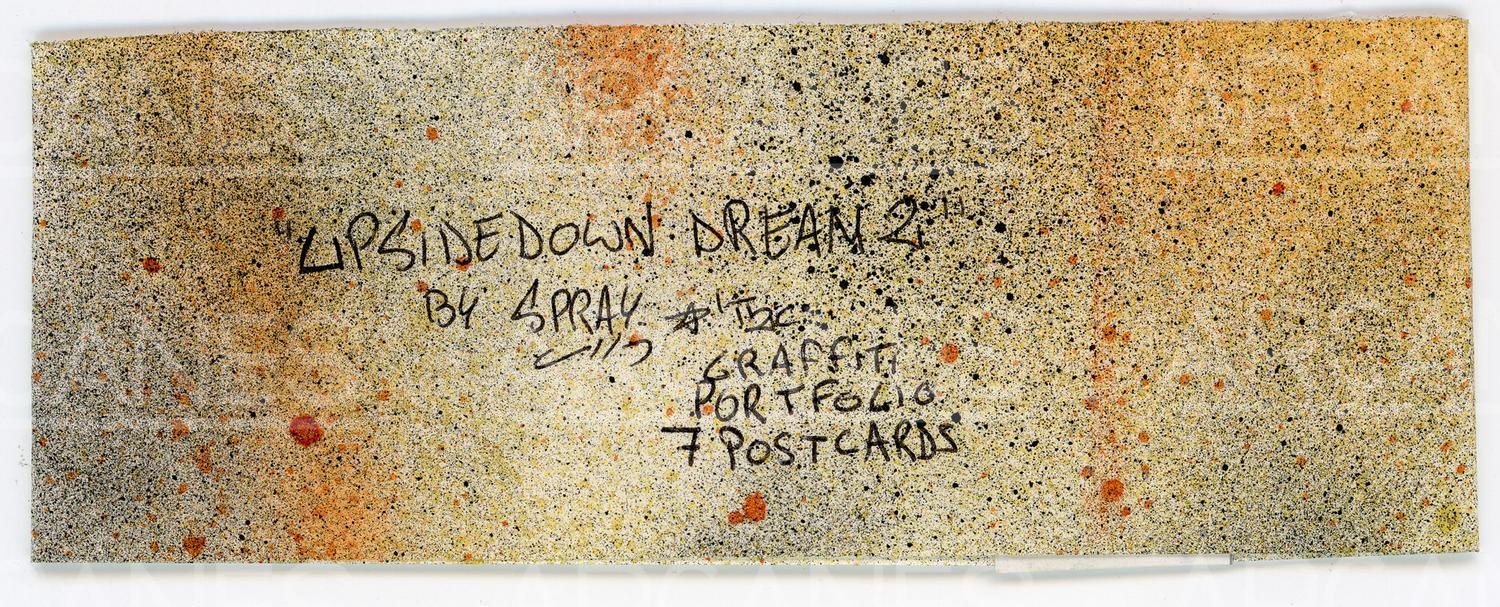 "UPSIDEDOWN DREAM 2"
BY SPRAY
GRAFFITI
PORTFOLIO
7 POSTCARDS